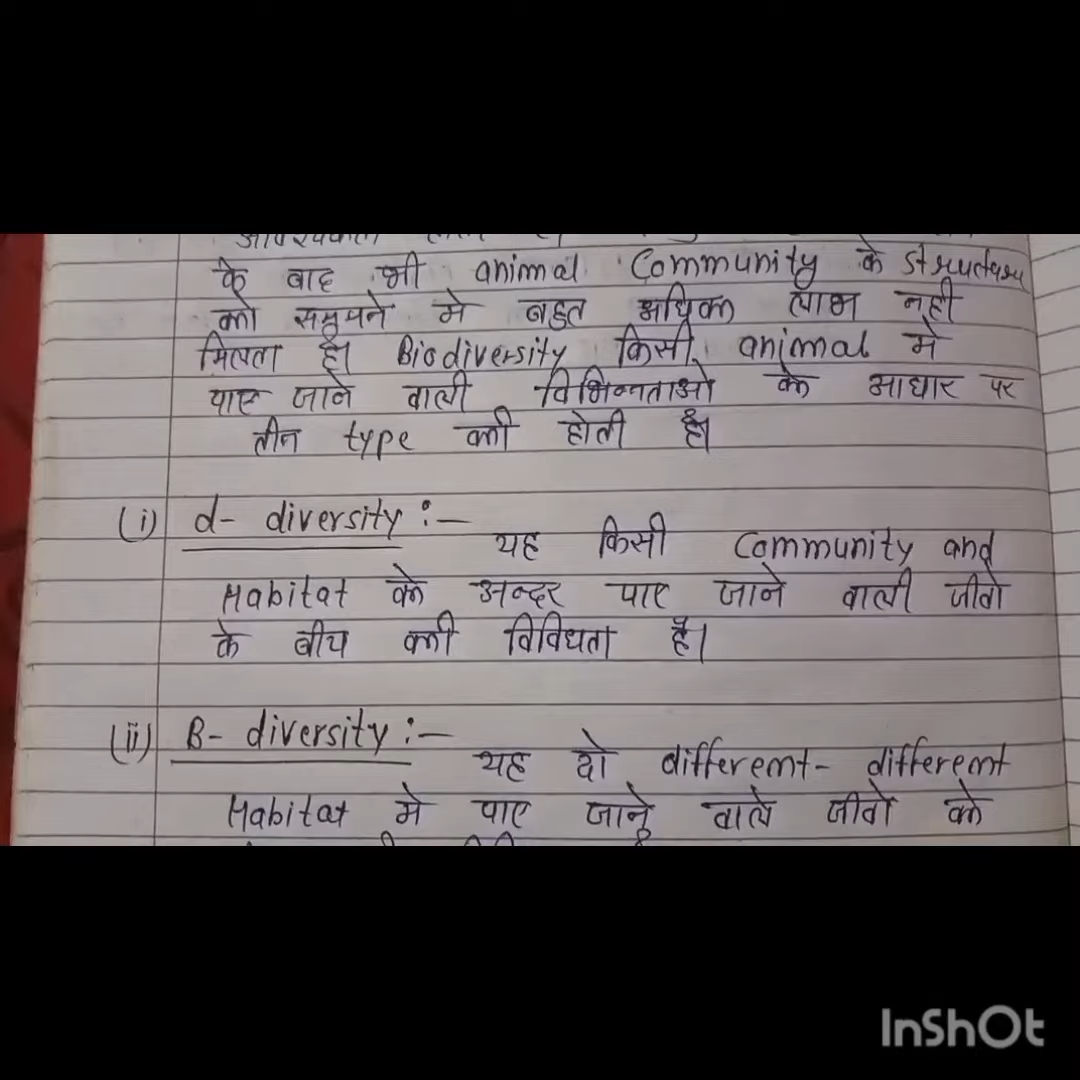 के बाद भी animal Community के structure
को समझने मे बहुत अधिक लाभ नही
मिलता है। Biodiversity किसी animal मे
पाए जाने वाली विभिन्नताओ के आधार पर
तीन type की होती है।
(i) d- diversity :-
यह किसी Community and
Habitat के अन्दर पाए जाने वाली जीवो
के बीच की विविधता है।
(ii) B- diversity :-
यह दो different- different
Habitat मे पाए जाने वाले जीवो के
InShOt